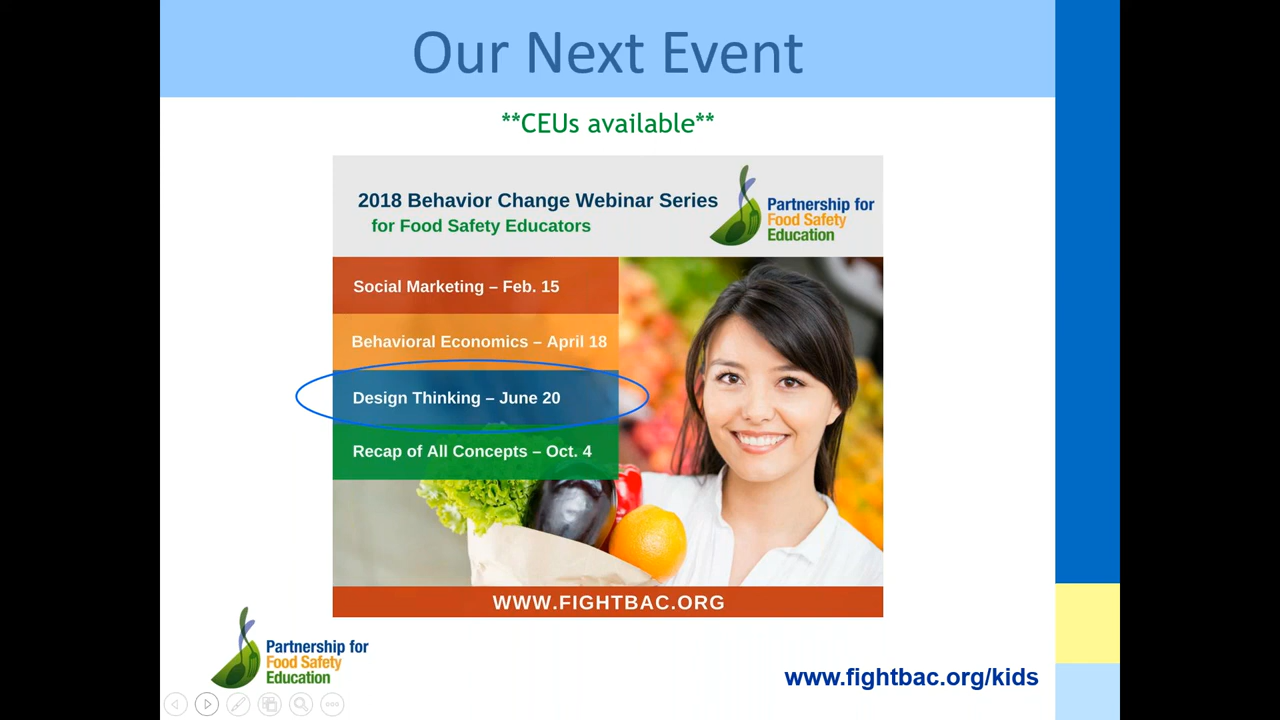 Our Next Event
**CEUs available**
2018 Behavior Change Webinar Series
for Food Safety Educators
Partnership for
Food Safety
Education
Social Marketing – Feb. 15
Behavioral Economics – April 18
Design Thinking – June 20
Recap of All Concepts – Oct. 4
WWW.FIGHTBAC.ORG
Partnership for
Food Safety
Education
www.fightbac.org/kids